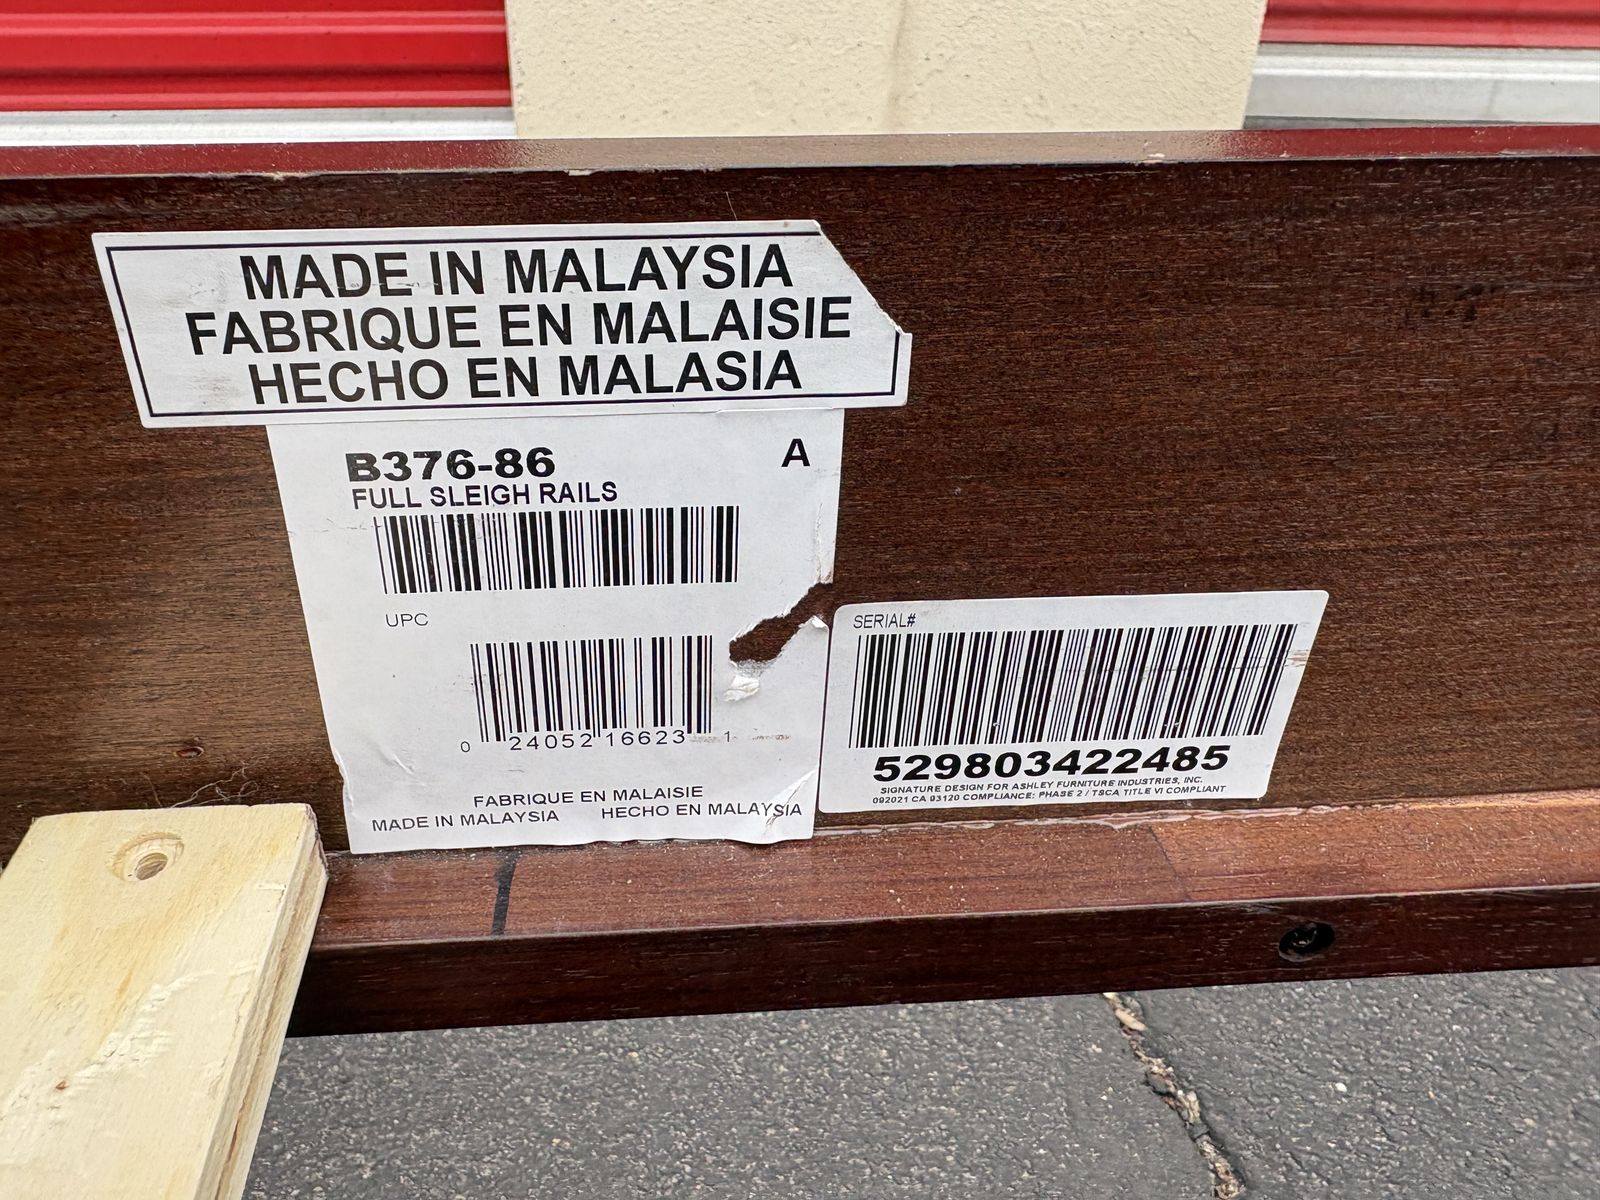 MADE IN MALAYSIA
FABRIQUE EN MALAISIE
HECHO EN MALASIA
B376-86 A
FULL SLEIGH RAILS
UPC
0 24052 16623 1
FABRIQUE EN MALAISIE
MADE IN MALAYSIA HECHO EN MALAYSIA
SERIAL#
529803422485
SIGNATURE DESIGN FOR ASHLEY FURNITURE INDUSTRIES, INC.
092021 CA 93120 COMPLIANCE: PHASE 2 / TSCA TITLE VI COMPLIANT